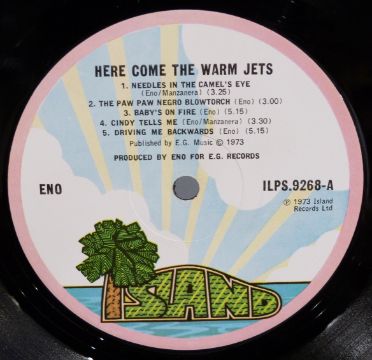 HERE COME THE WARM JETS
1. NEEDLES IN THE CAMEL'S EYE
(Eno/Manzanera) (3.25)
2. THE PAW PAW NEGRO BLOWTORCH (Eno) (3.00)
3. BABY'S ON FIRE (Eno) (5.15)
4. CINDY TELLS ME (Eno/Manzanera) (3.30)
5. DRIVING ME BACKWARDS (Eno) (5.15)
Published by E.G. Music © 1973
PRODUCED BY ENO FOR E.G. RECORDS
ENO
ILPS.9268-A
℗ 1973 Island
Records Ltd
ISLAND